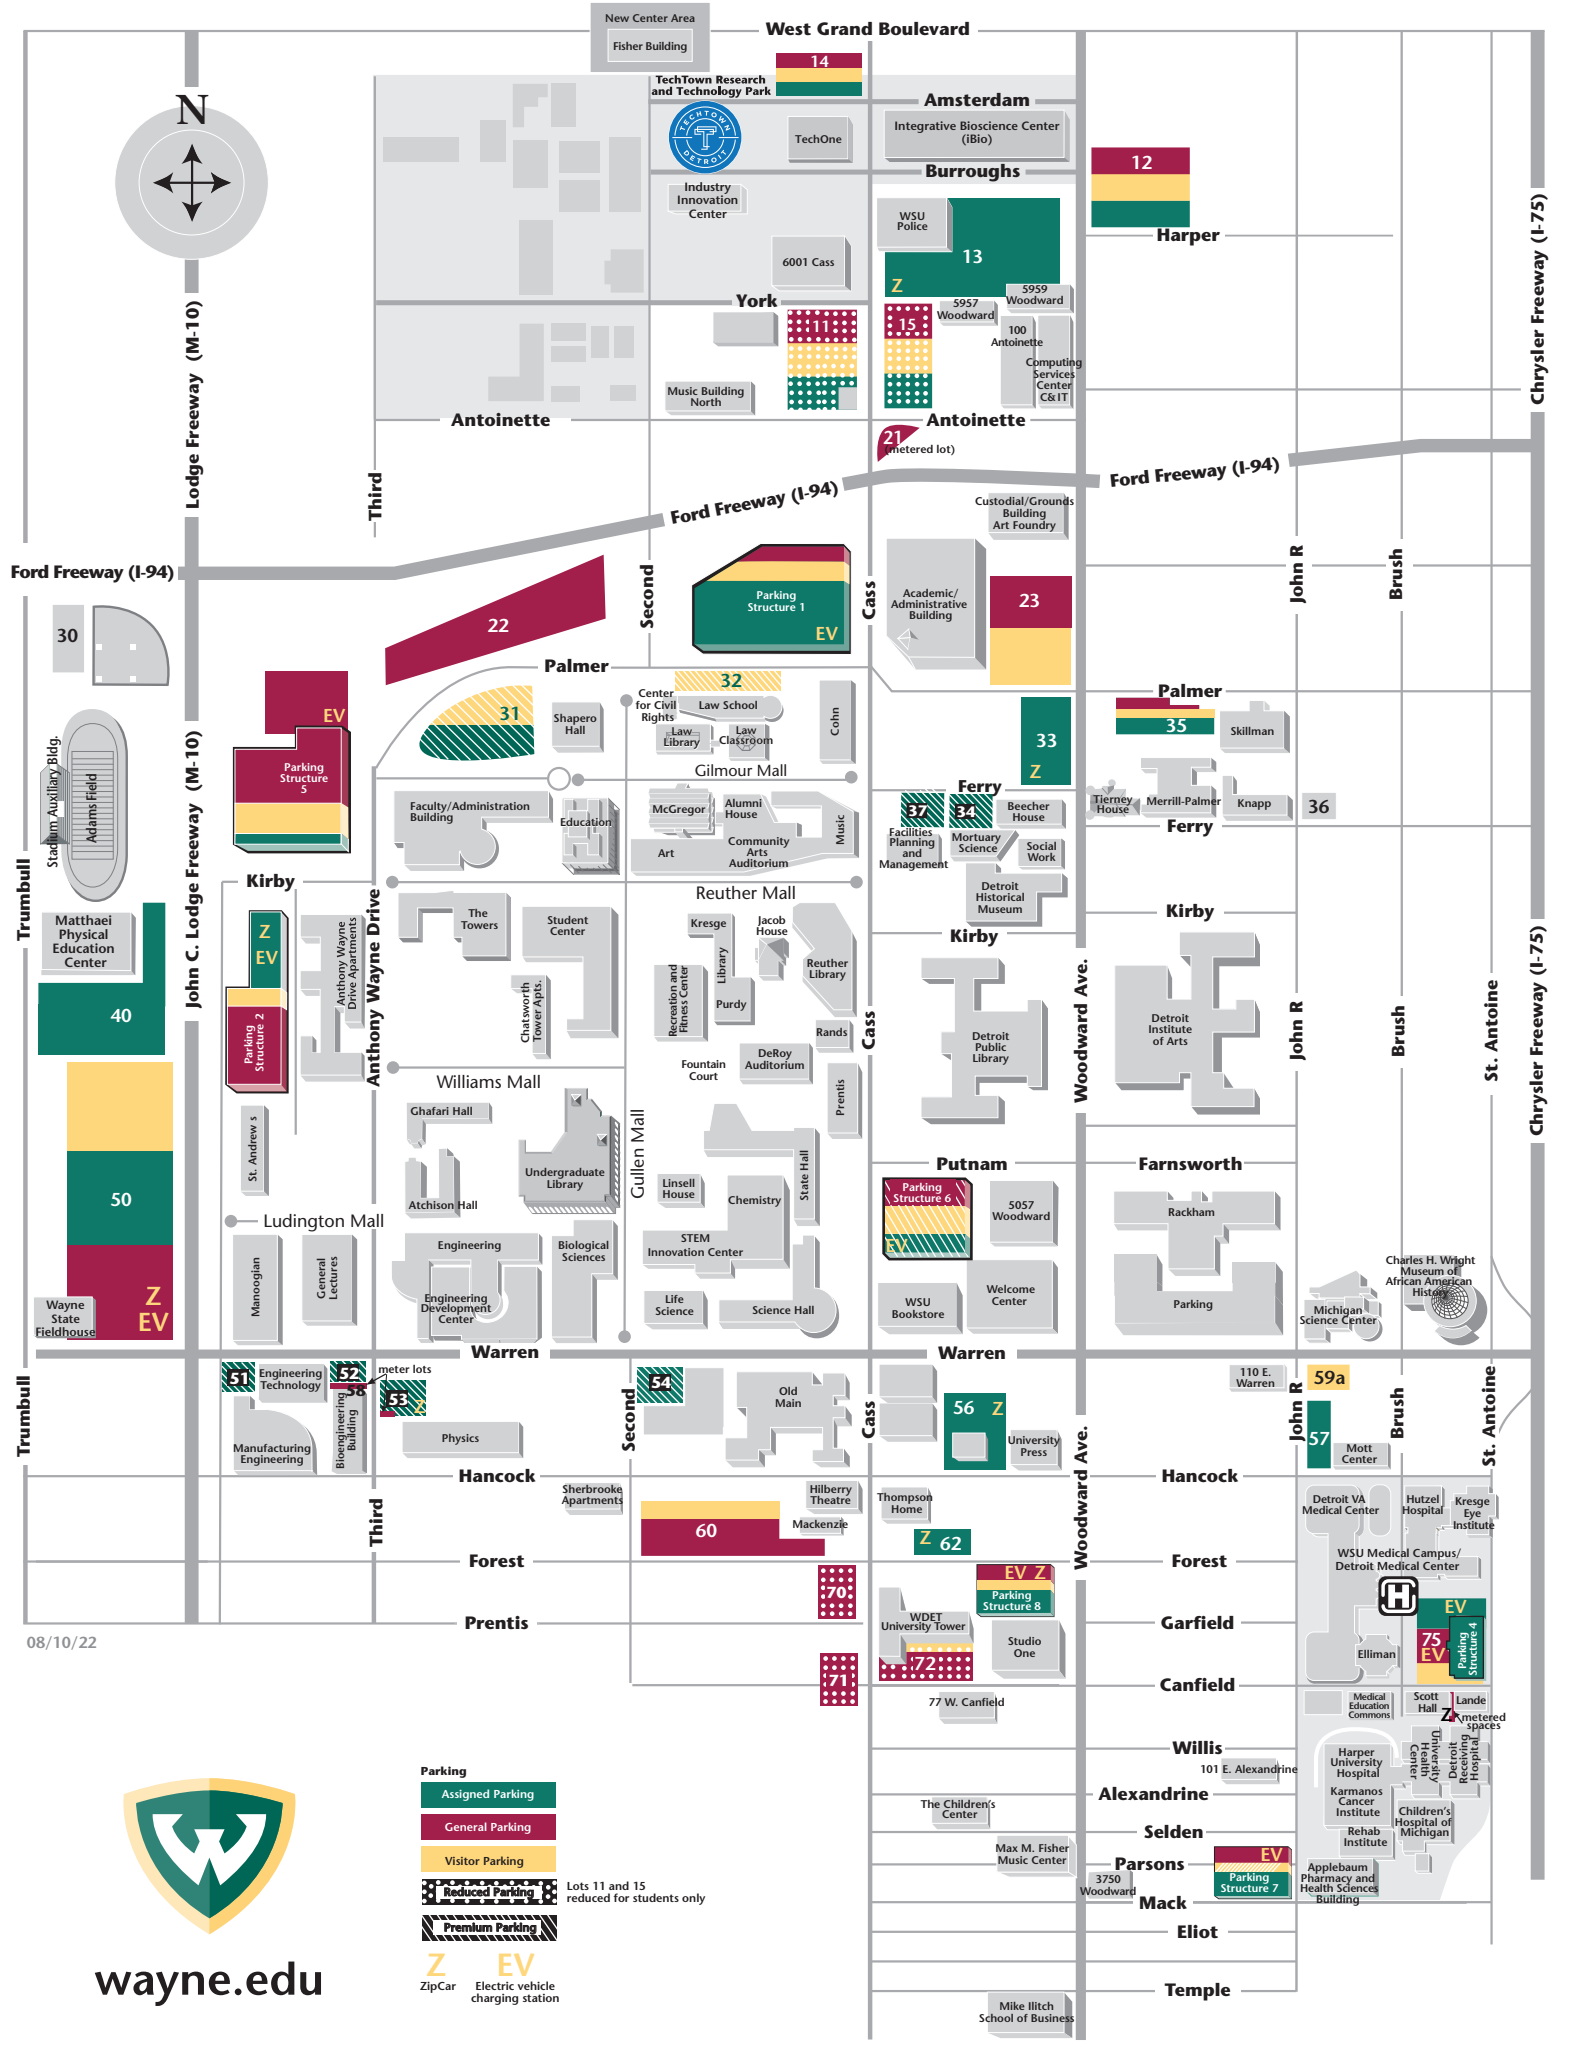 New Center Area
Fisher Building
West Grand Boulevard
14
TechTown Research
and Technology Park
Amsterdam
N
TECHTOWN
T
DETROIT
TechOne
Integrative Bioscience Center
(iBio)
Burroughs
12
Harper
Industry
Innovation
Center
6001 Cass
WSU
Police
13
Z
York
11
15
5957
Woodward
5959
Woodward
100
Antoinette
Computing
Services
Center
C&IT
Music Building
North
Antoinette
Antoinette
21
(metered lot)
Lodge Freeway (M-10)
Third
Chrysler Freeway (I-75)
Ford Freeway (I-94)
Ford Freeway (I-94)
Ford Freeway (I-94)
Custodial/Grounds
Building
Art Foundry
Second
Cass
John R
Brush
22
Parking
Structure 1
EV
Academic/
Administrative
Building
23
30
Palmer
Palmer
EV
Parking
Structure
5
31
Shapero
Hall
32
Center
for Civil
Rights
Law School
Law
Library
Law
Classroom
Cohn
33
Z
35
Skillman
Gilmour Mall
Ferry
Stadium Auxiliary Bldg.
Adams Field
John C. Lodge Freeway (M-10)
Faculty/Administration
Building
Education
McGregor
Alumni
House
Art
Community
Arts
Auditorium
Music
37
34
Beecher
House
Facilities
Planning
and
Management
Mortuary
Science
Social
Work
Detroit
Historical
Museum
Tierney
House
Merrill-Palmer
Knapp
36
Ferry
Trumbull
Kirby
Reuther Mall
Kirby
Kirby
Matthaei
Physical
Education
Center
40
Z
EV
Parking
Structure 2
Anthony Wayne
Drive Apartments
Anthony Wayne Drive
The
Towers
Student
Center
Chatsworth
Tower Apts.
Kresge
Library
Purdy
Jacob
House
Reuther
Library
Recreation and
Fitness Center
Rands
Fountain
Court
DeRoy
Auditorium
Prentis
Cass
Detroit
Public
Library
Woodward Ave.
Detroit
Institute
of Arts
John R
Brush
St. Antoine
Chrysler Freeway (I-75)
Williams Mall
Ghafari Hall
Atchison Hall
St. Andrew s
Undergraduate
Library
Gullen Mall
Linsell
House
Chemistry
State Hall
STEM
Innovation Center
Putnam
Farnsworth
Parking
Structure 6
EV
5057
Woodward
Rackham
50
Z
EV
Wayne
State
Fieldhouse
Ludington Mall
Manoogian
General
Lectures
Engineering
Engineering
Development
Center
Biological
Sciences
Life
Science
Science Hall
WSU
Bookstore
Welcome
Center
Parking
Michigan
Science Center
Charles H. Wright
Museum of
African American
History
Warren
Warren
Trumbull
51
Engineering
Technology
52
58
meter lots
53
Z
54
Old
Main
Cass
56
Z
University
Press
110 E.
Warren
59a
John R
57
Mott
Center
Brush
St. Antoine
Manufacturing
Engineering
Bioengineering
Building
Physics
Second
Woodward Ave.
Hancock
Hancock
Third
Sherbrooke
Apartments
60
Hilberry
Theatre
Mackenzie
Thompson
Home
Z 62
Detroit VA
Medical Center
Hutzel
Hospital
Kresge
Eye
Institute
WSU Medical Campus/
Detroit Medical Center
H
Forest
Forest
70
EV Z
Parking
Structure 8
WDET
University Tower
Studio
One
72
Prentis
Garfield
08/10/22
71
Elliman
EV
75
EV
Parking
Structure 4
Canfield
77 W. Canfield
Medical
Education
Commons
Scott
Hall
Lande
Z
metered
spaces
Willis
101 E. Alexandrine
Harper
University
Hospital
Karmanos
Cancer
Institute
University
Health
Center
Detroit
Receiving
Hospital
Alexandrine
The Children's
Center
Rehab
Institute
Children's
Hospital of
Michigan
Selden
Max M. Fisher
Music Center
Parsons
3750
Woodward
EV
Parking
Structure 7
Applebaum
Pharmacy and
Health Sciences
Building
Mack
Eliot
Temple
Mike Ilitch
School of Business
Parking
Assigned Parking
General Parking
Visitor Parking
Reduced Parking
Lots 11 and 15
reduced for students only
Premium Parking
Z
ZipCar
EV
Electric vehicle
charging station
W
wayne.edu